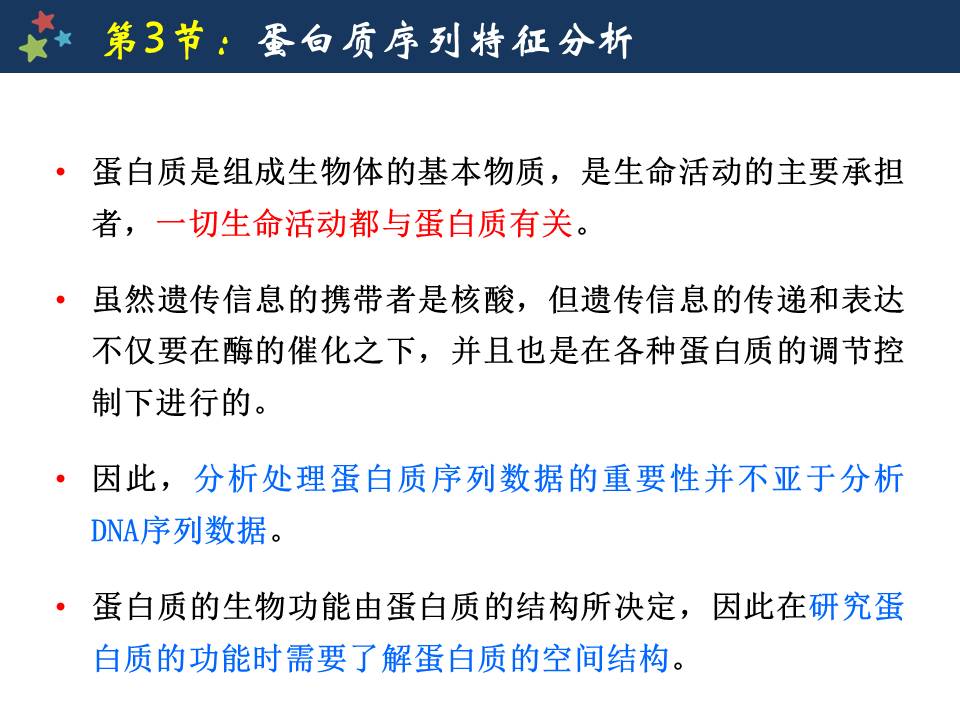 第3节：蛋白质序列特征分析
• 蛋白质是组成生物体的基本物质，是生命活动的主要承担
者，一切生命活动都与蛋白质有关。
• 虽然遗传信息的携带者是核酸，但遗传信息的传递和表达
不仅要在酶的催化之下，并且也是在各种蛋白质的调节控
制下进行的。
• 因此，分析处理蛋白质序列数据的重要性并不亚于分析
DNA序列数据。
• 蛋白质的生物功能由蛋白质的结构所决定，因此在研究蛋
白质的功能时需要了解蛋白质的空间结构。